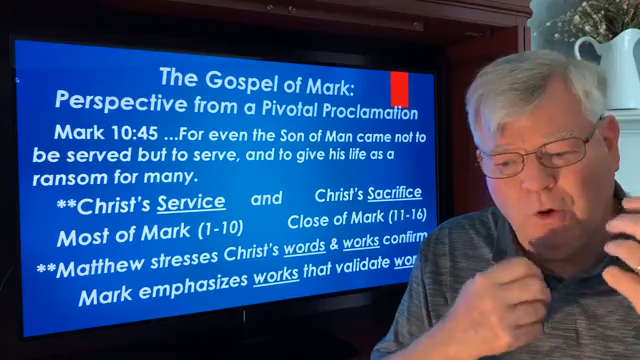 The Gospel of Mark:
Perspective from a Pivotal Proclamation
Mark 10:45 ...For even the Son of Man came not to
be served but to serve, and to give his life as a
ransom for many.
**Christ's Service and Christ's Sacrifice
Most of Mark (1-10) Close of Mark (11-16)
**Matthew stresses Christ's words & works confirm
Mark emphasizes works that validate